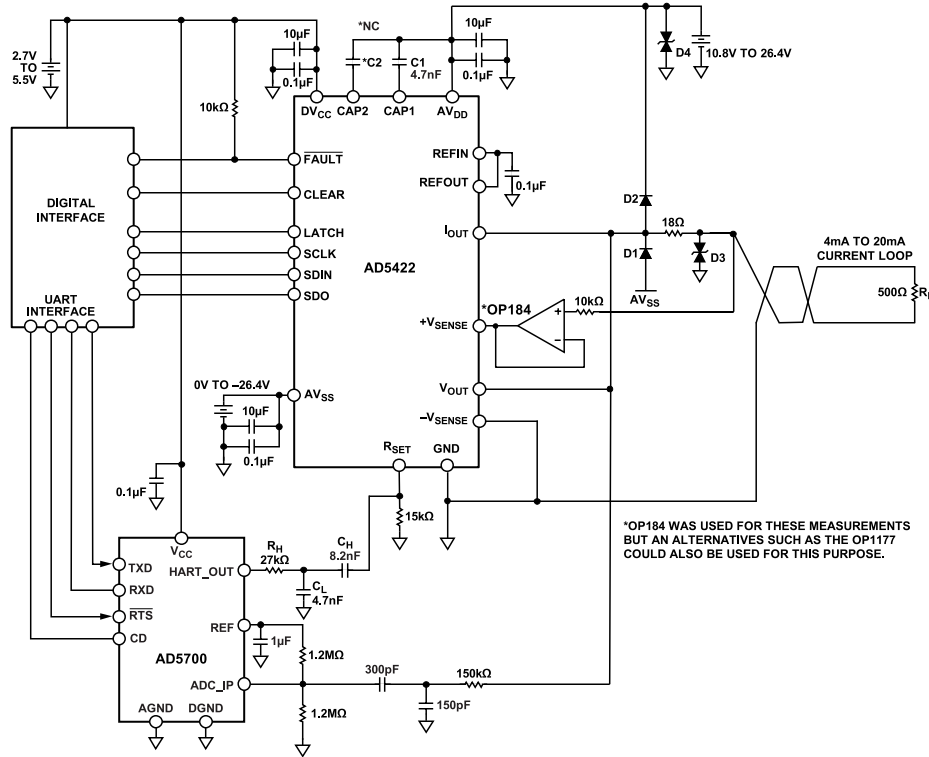 2.7V
TO
5.5V
10µF
0.1µF
*NC
*C2
C1
4.7nF
10µF
0.1µF
D4
10.8V TO 26.4V
10kΩ
DVCC
CAP2
CAP1
AVDD
DIGITAL
INTERFACE
UART
INTERFACE
FAULT
CLEAR
LATCH
SCLK
SDIN
SDO
AD5422
REFIN
REFOUT
0.1µF
IOUT
D2
18Ω
D1
D3
AVSS
4mA TO 20mA
CURRENT LOOP
500Ω
*OP184
10kΩ
+
–
+VSENSE
VOUT
–VSENSE
0V TO –26.4V
AVSS
10µF
0.1µF
RSET
GND
15kΩ
0.1µF
*OP184 WAS USED FOR THESE MEASUREMENTS
BUT AN ALTERNATIVES SUCH AS THE OP1177
COULD ALSO BE USED FOR THIS PURPOSE.
VCC
TXD
RXD
RTS
CD
AD5700
HART_OUT
RH
27kΩ
CH
8.2nF
CL
4.7nF
REF
1µF
1.2MΩ
ADC_IP
300pF
150kΩ
150pF
1.2MΩ
AGND
DGND